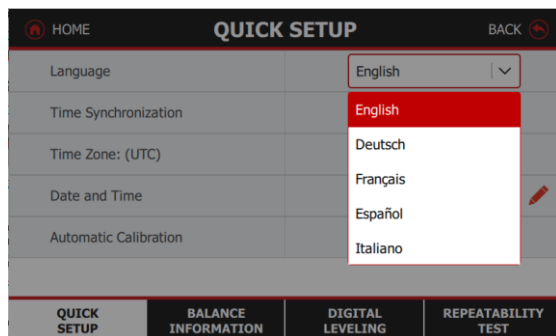 HOME QUICK SETUP BACK
Language English
Time Synchronization English
Time Zone: (UTC) Deutsch
Français
Date and Time
Español
Automatic Calibration
Italiano
QUICK SETUP
BALANCE INFORMATION
DIGITAL LEVELING
REPEATABILITY TEST